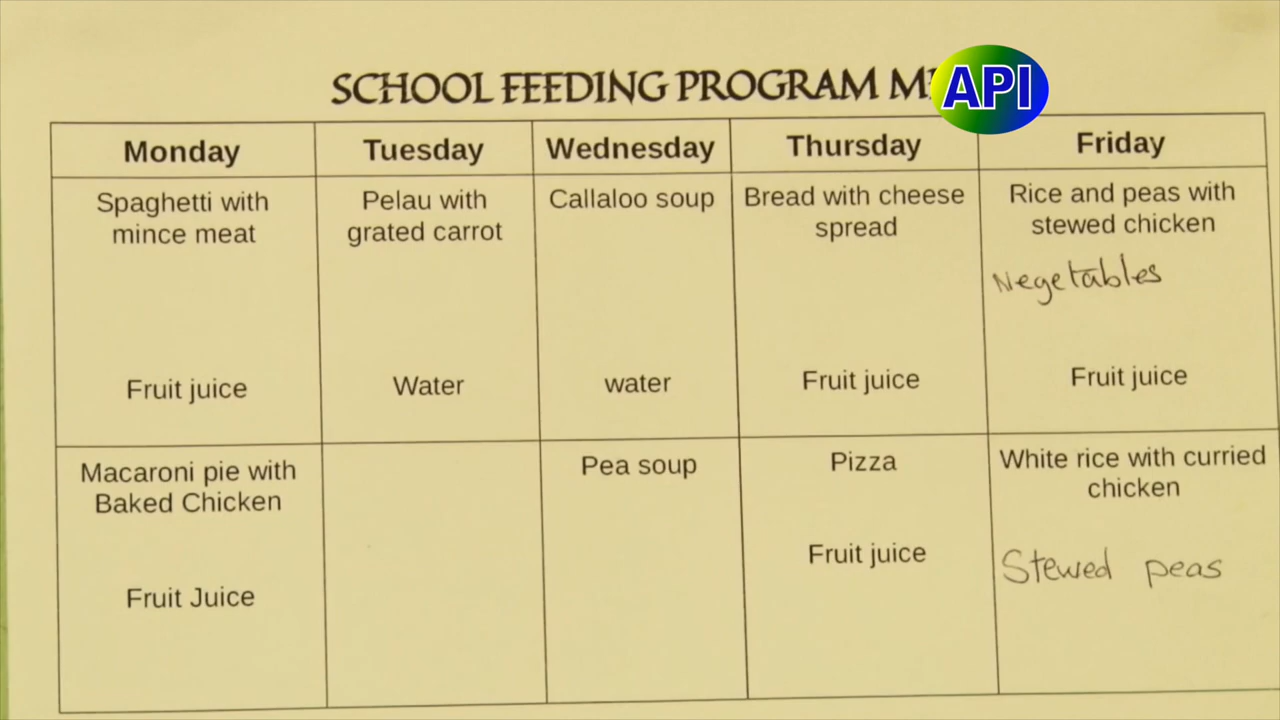 SCHOOL FEEDING PROGRAM
API
Monday
Tuesday
Wednesday
Thursday
Friday
Spaghetti with
mince meat
Fruit juice
Pelau with
grated carrot
Water
Callaloo soup
water
Bread with cheese
spread
Fruit juice
Rice and peas with
stewed chicken
Negetables
Fruit juice
Macaroni pie with
Baked Chicken
Fruit Juice
Pea soup
Pizza
Fruit juice
White rice with curried
chicken
Stewed peas